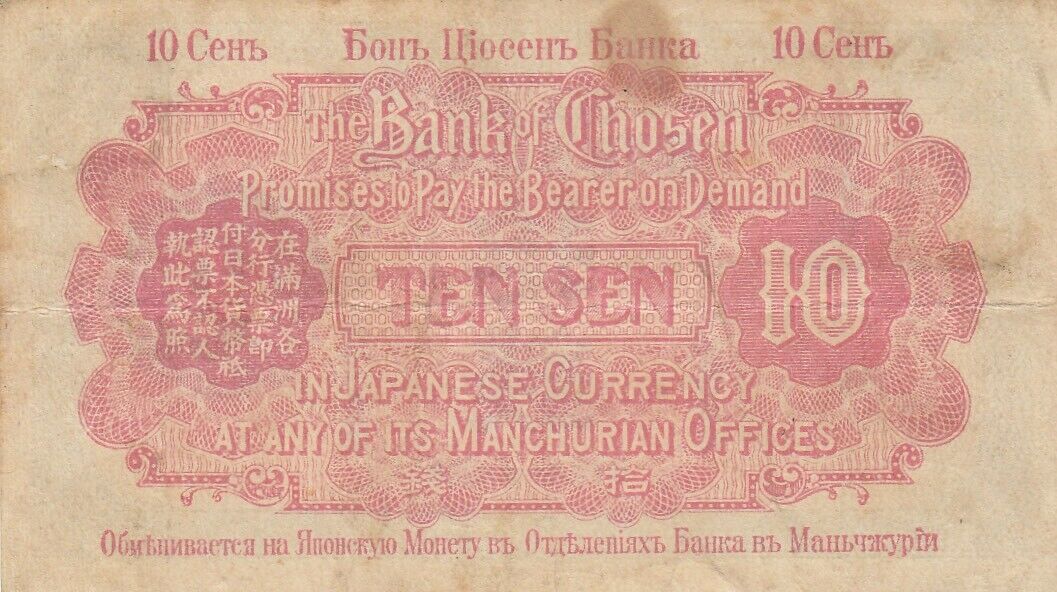 10 Сенъ Бонъ Ціосенъ Банка 10 Сенъ
The Bank of Chosen
Promises to Pay the Bearer on Demand
在滿洲各
分行憑票即
付日本貨幣祇
認票不認人
執此爲照
TEN SEN
10
IN JAPANESE CURRENCY
AT ANY OF ITS MANCHURIAN OFFICES
拾錢
Обмѣнивается на Японскую Монету въ Отдѣленіяхъ Банка въ Маньчжуріи